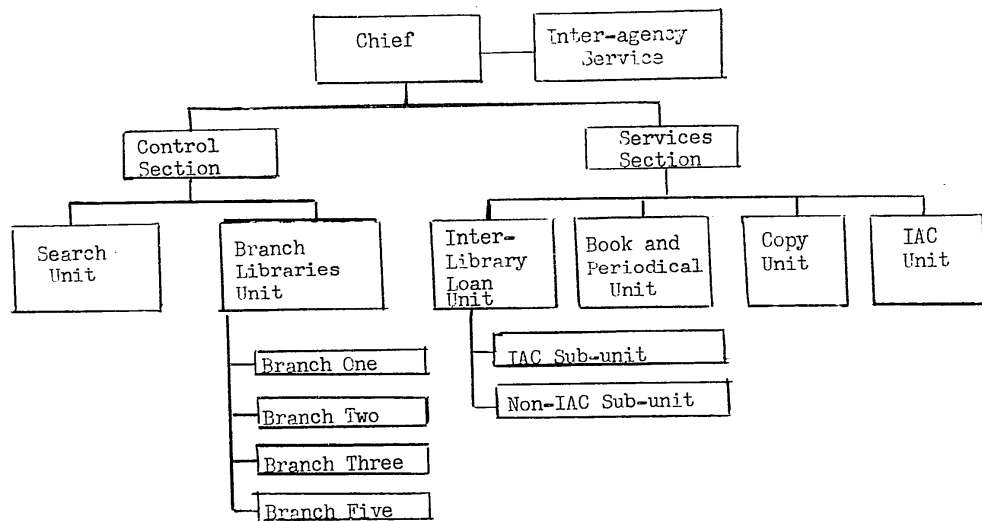 Chief
Inter-agency
Service
Control
Section
Services
Section
Search
Unit
Branch
Libraries
Unit
Inter-
Library
Loan
Unit
Book and
Periodical
Unit
Copy
Unit
IAC
Unit
IAC Sub-unit
Non-IAC Sub-unit
Branch One
Branch Two
Branch Three
Branch Five